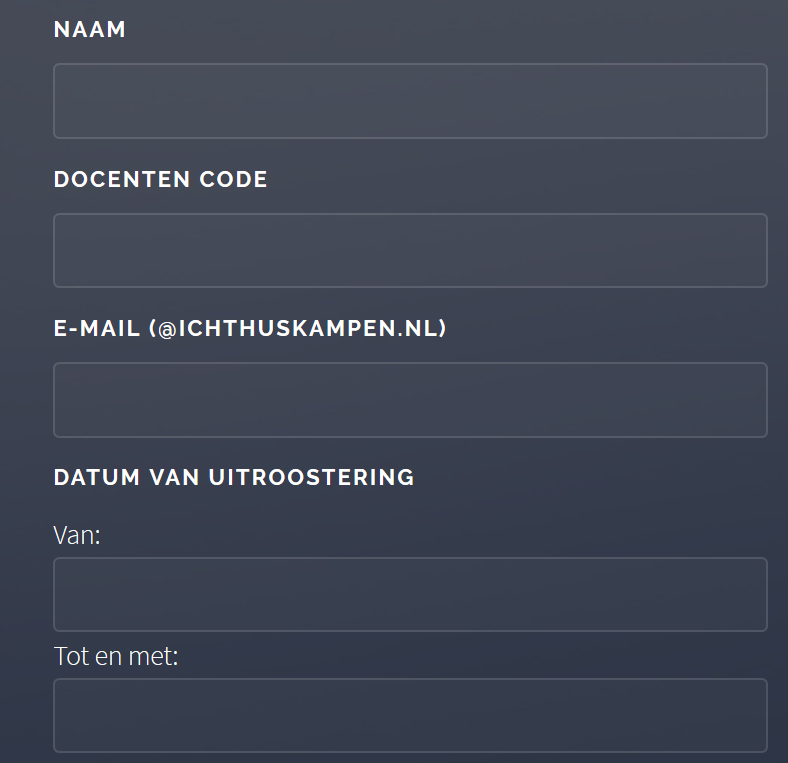 NAAM
DOCENTEN CODE
E-MAIL (@ICHTHUSKAMPEN.NL)
DATUM VAN UITROOSTERING
Van:
Tot en met: